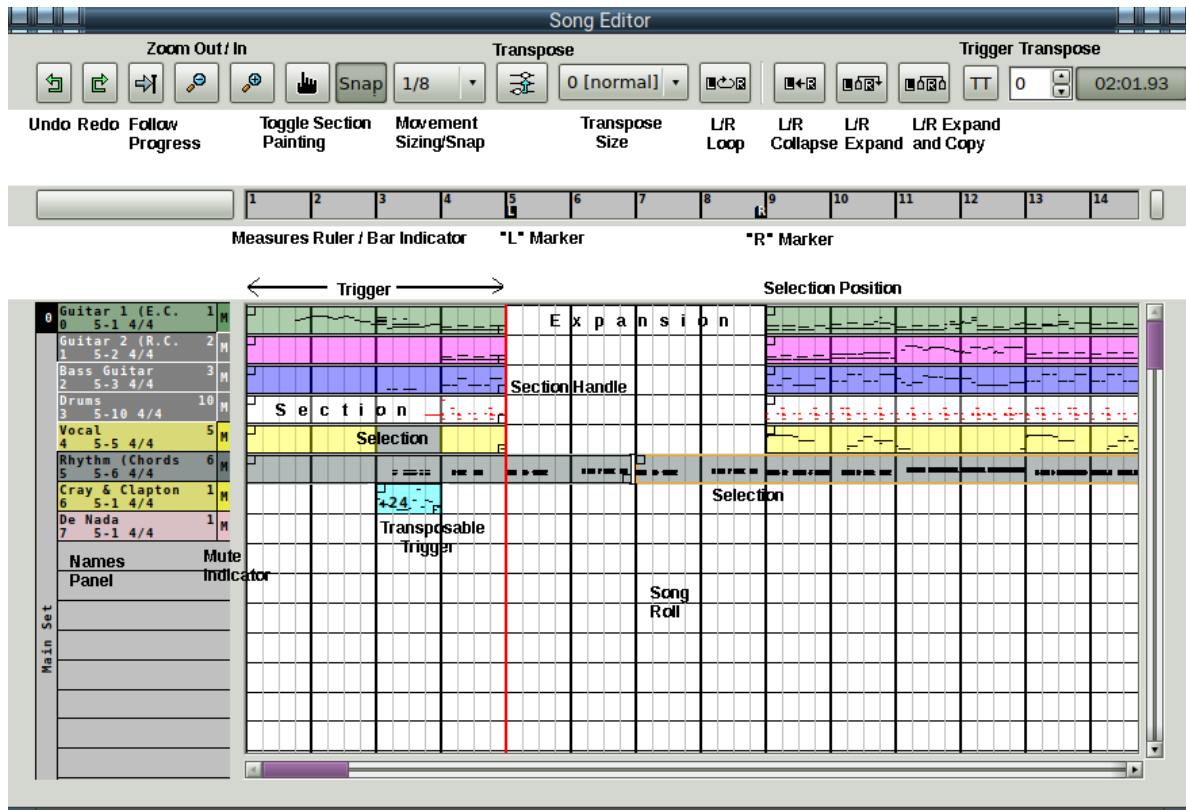 Song Editor
Zoom Out / In
Transpose
Trigger Transpose
Snap
1/8
0 [normal]
TT
0
02:01.93
Undo Redo Follow Progress
Toggle Section Painting
Movement Sizing/Snap
Transpose Size
L/R Loop
L/R Collapse
L/R Expand
L/R Expand and Copy
1 2 3 4 5 6 7 8 9 10 11 12 13 14
L
R
Measures Ruler / Bar Indicator
"L" Marker
"R" Marker
Trigger
Selection Position
0
Guitar 1 (E.C. 1 M
0 5-1 4/4
Expansion
Guitar 2 (R.C. 2 M
1 5-2 4/4
Bass Guitar 3 M
2 5-3 4/4
Section Handle
Drums 10 M
3 5-10 4/4
Section
Vocal 5 M
4 5-5 4/4
Selection
Rhythm (Chords 6 M
5 5-6 4/4
Cray & Clapton 1 M
6 5-1 4/4
+24
Selection
De Nada 1 M
7 5-1 4/4
Transposable Trigger
Names Panel
Mute Indicator
Song Roll
Main Set